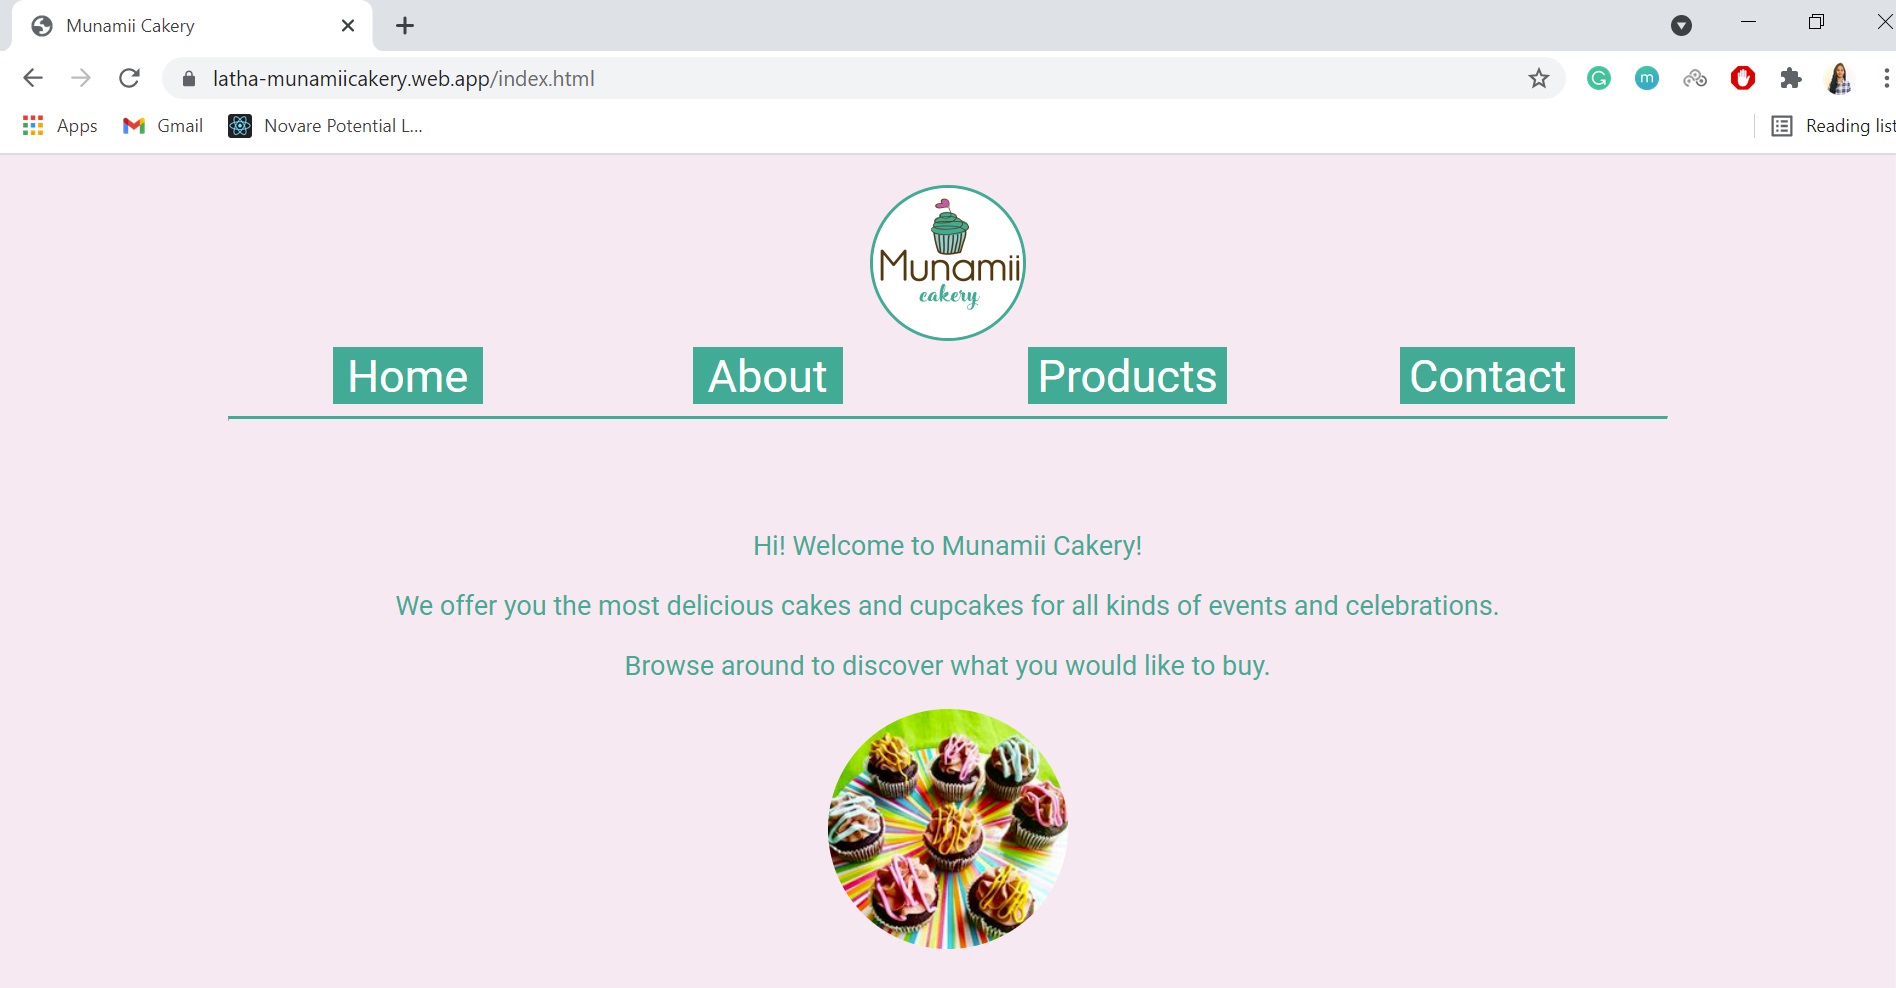 Munamii Cakery
latha-munamiicakery.web.app/index.html
m
Apps Gmail Novare Potential L... Reading list
Munamii
cakery
Home About Products Contact
Hi! Welcome to Munamii Cakery!
We offer you the most delicious cakes and cupcakes for all kinds of events and celebrations.
Browse around to discover what you would like to buy.